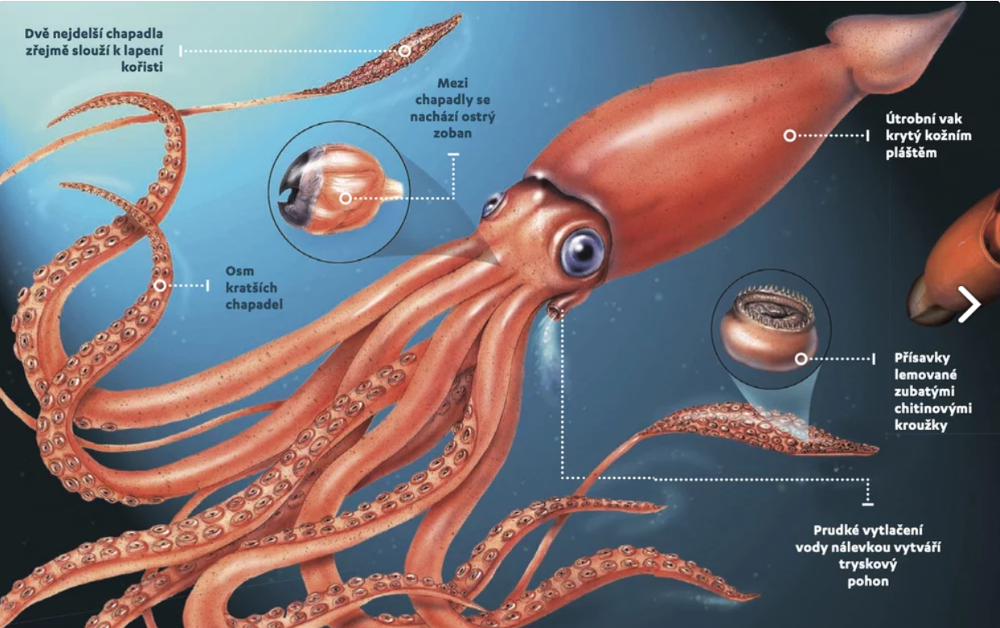 Dvě nejdelší chapadla
zřejmě slouží k lapení
kořisti
Mezi
chapadly se
nachází ostrý
zoban
Útrobní vak
krytý kožním
pláštěm
Osm
kratších
chapadel
Přísavky
lemované
zubatými
chitinovými
kroužky
Prudké vytlačení
vody nálevkou vytváří
tryskový
pohon